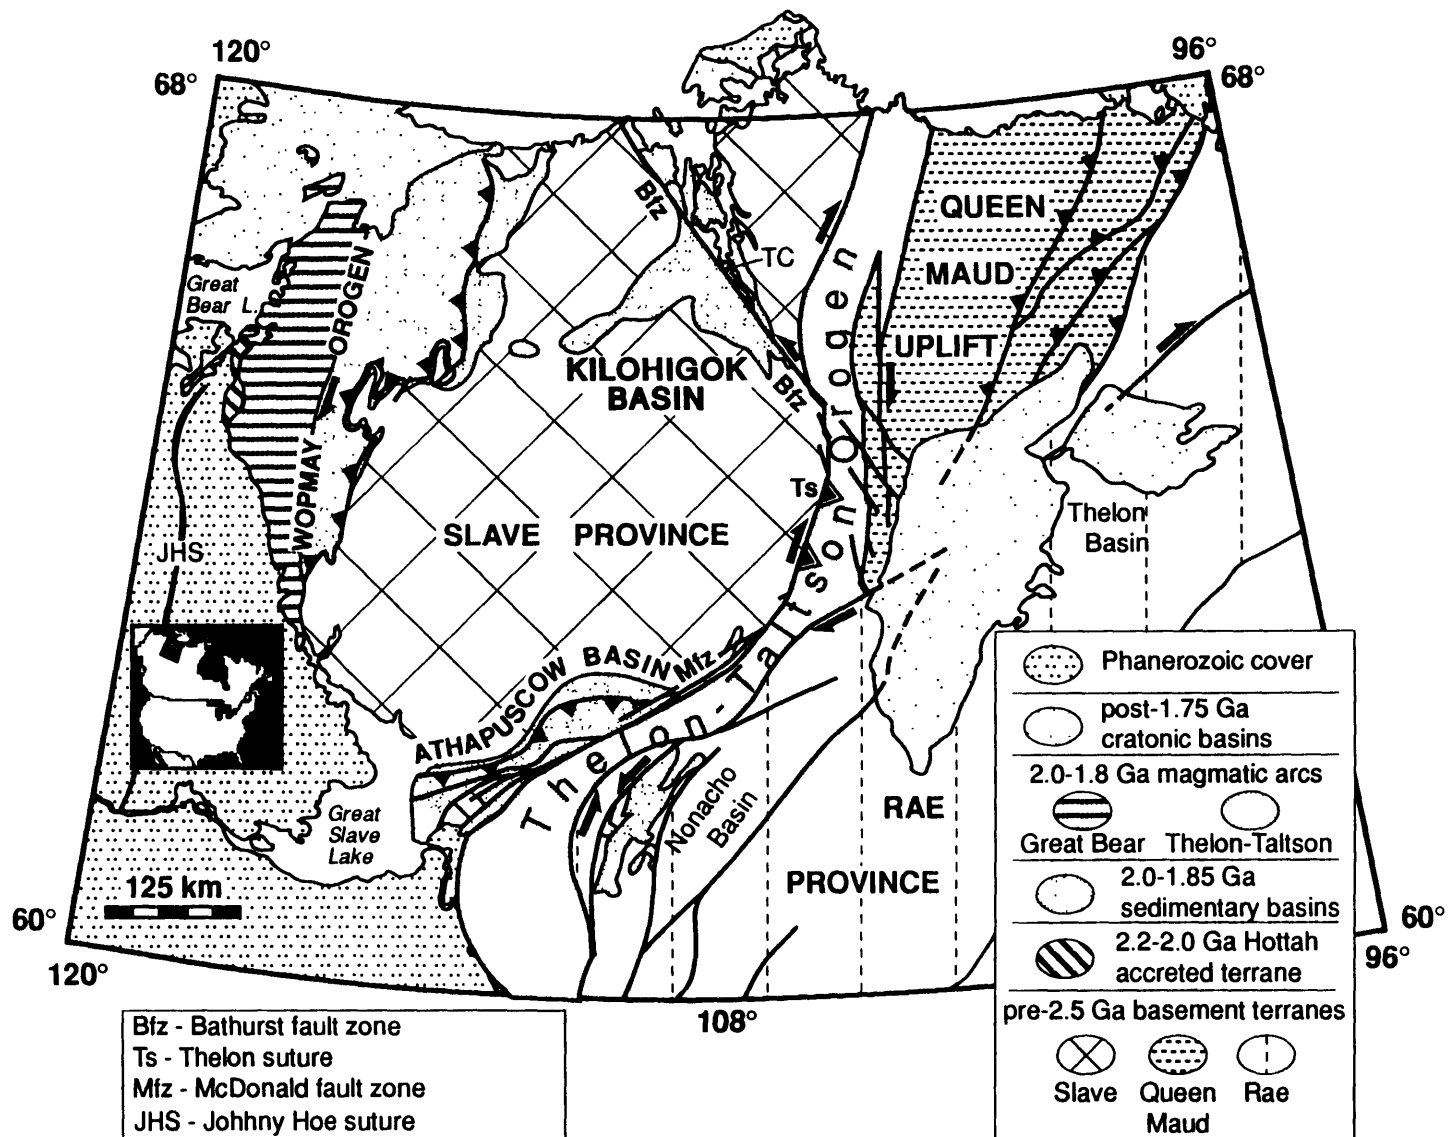 120°
96°
68°
68°
Bfz
TC
QUEEN
MAUD
UPLIFT
Great
Bear L.
WOPMAY OROGEN
KILOHIGOK
BASIN
Bfz
Ts
SLAVE PROVINCE
JHS
Thelon
Basin
Thelon-Taltson Orogen
ATHAPUSCOW BASIN
Mfz
Nonacho
Basin
Great
Slave
Lake
RAE
PROVINCE
125 km
60°
120°
108°
60°
96°
Phanerozoic cover
post-1.75 Ga
cratonic basins
2.0-1.8 Ga magmatic arcs
Great Bear Thelon-Taltson
2.0-1.85 Ga
sedimentary basins
2.2-2.0 Ga Hottah
accreted terrane
pre-2.5 Ga basement terranes
Slave Queen Rae
Maud
Bfz - Bathurst fault zone
Ts - Thelon suture
Mfz - McDonald fault zone
JHS - Johhny Hoe suture